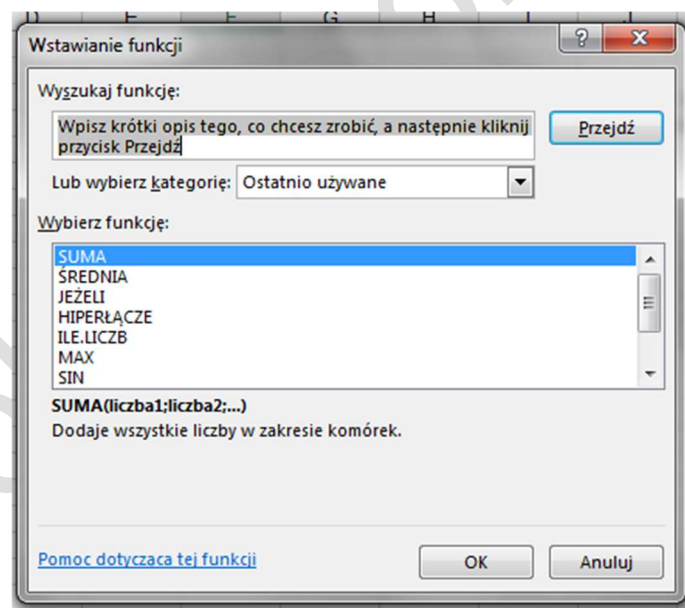 D E F G H I J
Wstawianie funkcji
Wyszukaj funkcję:
Wpisz krótki opis tego, co chcesz zrobić, a następnie kliknij
przycisk Przejdź
Przejdź
Lub wybierz kategorię: Ostatnio używane
Wybierz funkcję:
SUMA
ŚREDNIA
JEŻELI
HIPERŁĄCZE
ILE.LICZB
MAX
SIN
SUMA(liczba1;liczba2;...)
Dodaje wszystkie liczby w zakresie komórek.
Pomoc dotycząca tej funkcji
OK Anuluj